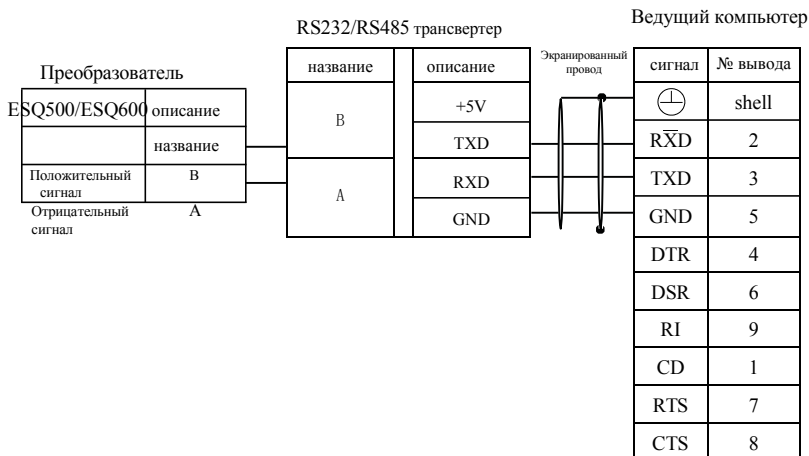 RS232/RS485 трансвертер
Ведущий компьютер
Преобразователь
ESQ500/ESQ600 описание
название
Положительный
сигнал
B
Отрицательный
сигнал
A
название описание
B
A
+5V
TXD
RXD
GND
Экранированный
провод
сигнал № вывода
shell
RXD 2
TXD 3
GND 5
DTR 4
DSR 6
RI 9
CD 1
RTS 7
CTS 8